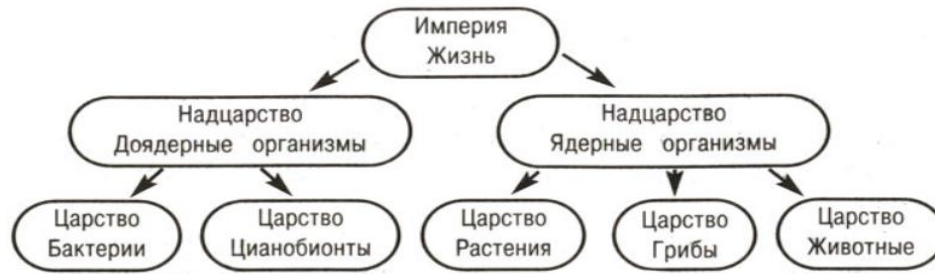 Империя
Жизнь
Надцарство
Доядерные организмы
Надцарство
Ядерные организмы
Царство
Бактерии
Царство
Цианобионты
Царство
Растения
Царство
Грибы
Царство
Животные